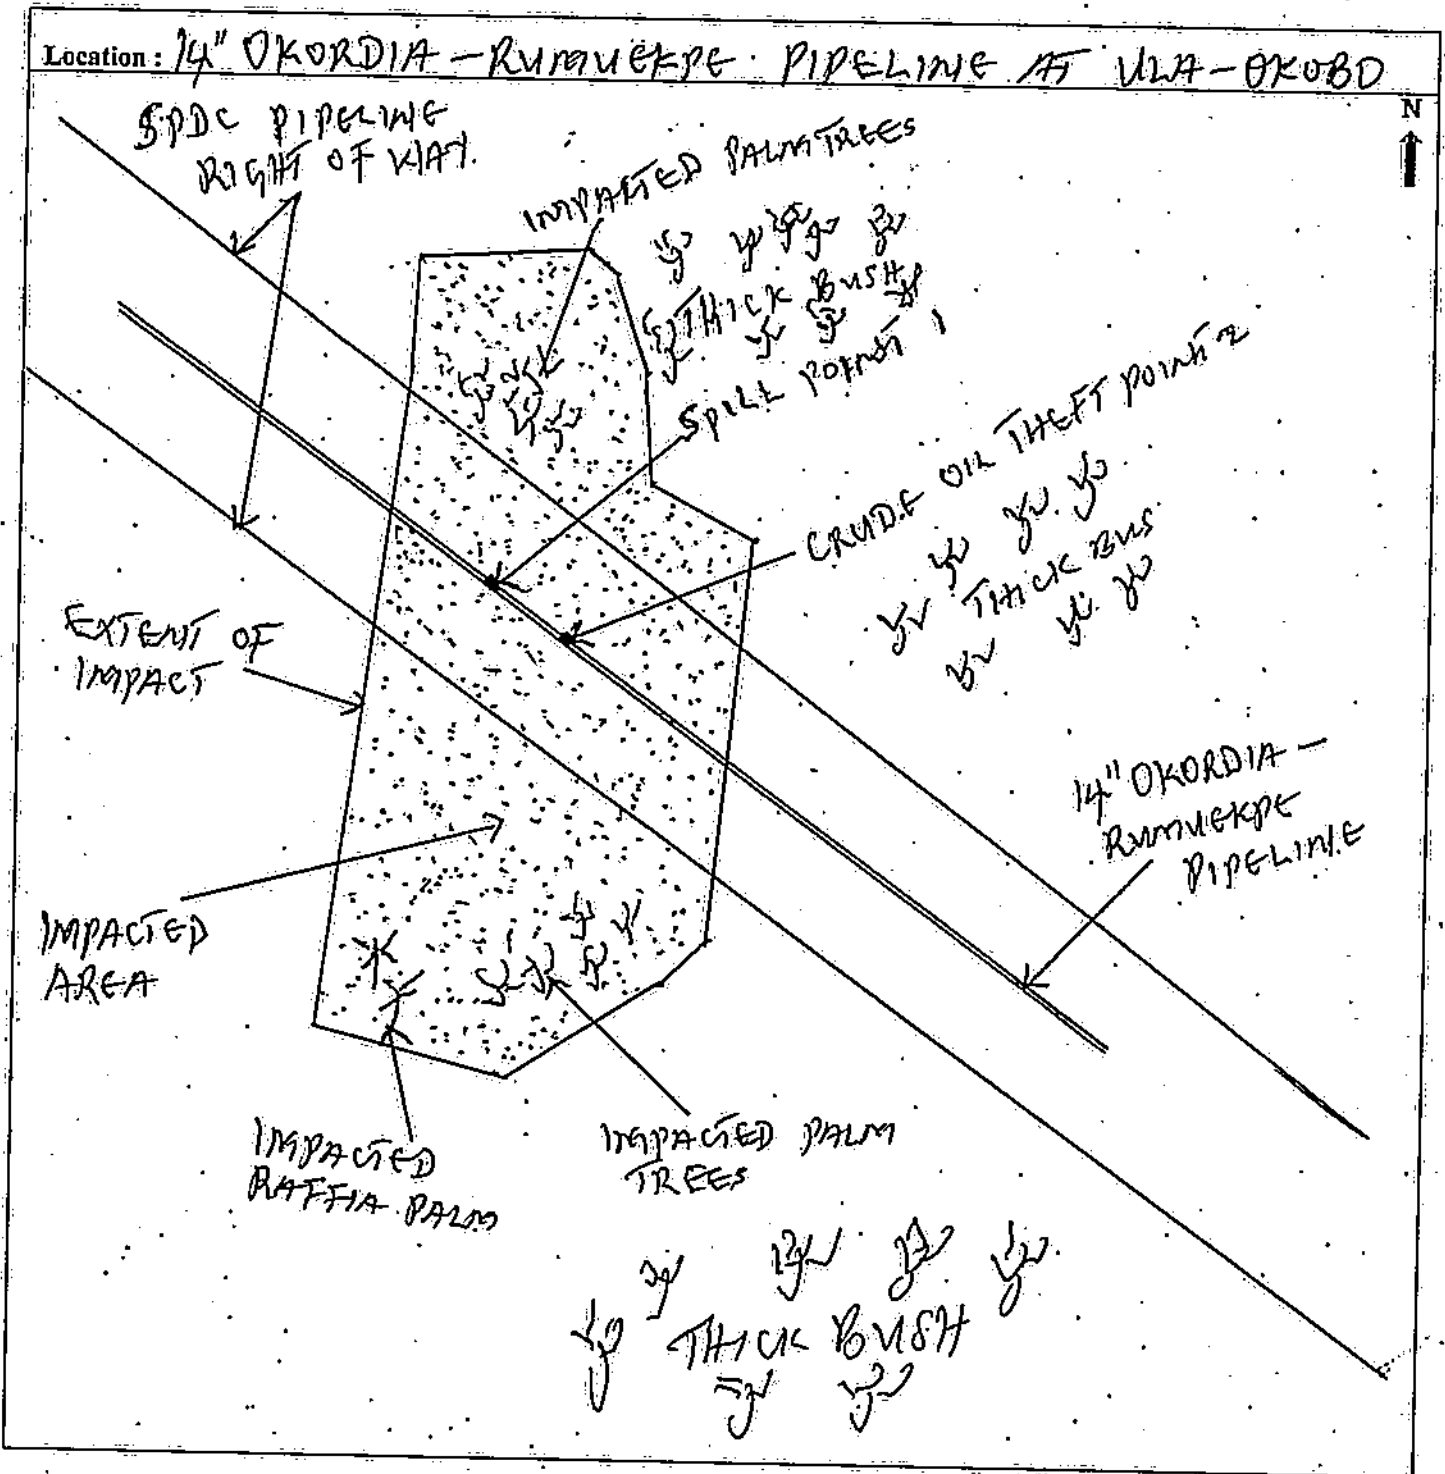 Location : 14" OKORDIA - RUMUEKPE PIPELINE AT ULA-OKOBO
N
SPDC PIPELINE
RIGHT OF WAY.
IMPACTED PALM TREES
THICK BUSH
SPILL POINT 1
CRUDE OIL THEFT POINT 2
THICK BUS
EXTENT OF
IMPACT
14" OKORDIA -
RUMUEKPE
PIPELINE
IMPACTED
AREA
IMPACTED
RAFFIA PALM
IMPACTED PALM
TREES
THICK BUSH